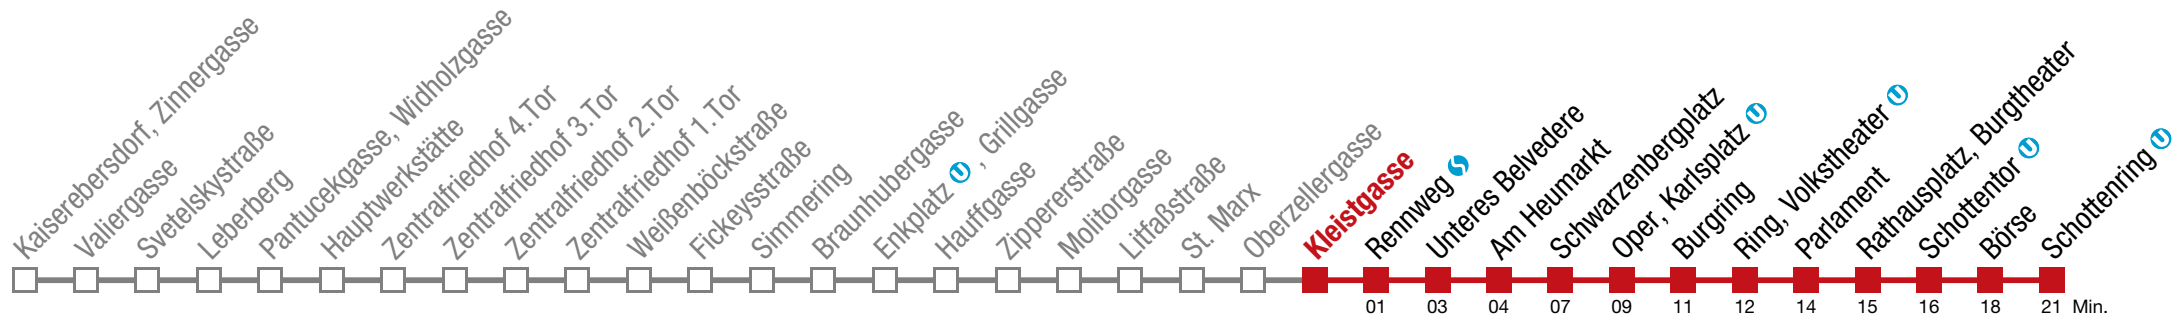 Kaiserebersdorf, Zinnergasse
Valiergasse
Svetelskystraße
Leberberg
Pantucekgasse, Widholzgasse
Hauptwerkstätte
Zentralfriedhof 4.Tor
Zentralfriedhof 3.Tor
Zentralfriedhof 2.Tor
Zentralfriedhof 1.Tor
Weißenböckstraße
Fickeysstraße
Simmering
Braunhubergasse
Enkplatz U , Grillgasse
Hauffgasse
Zippererstraße
Molitorgasse
Litfaßstraße
St. Marx
Oberzellergasse
Kleistgasse
Rennweg S
Unteres Belvedere
Am Heumarkt
Schwarzenbergplatz
Oper, Karlsplatz U
Burgring
Ring, Volkstheater U
Parlament
Rathausplatz, Burgtheater
Schottentor U
Börse
Schottenring U
01 03 04 07 09 11 12 14 15 16 18 21 Min.